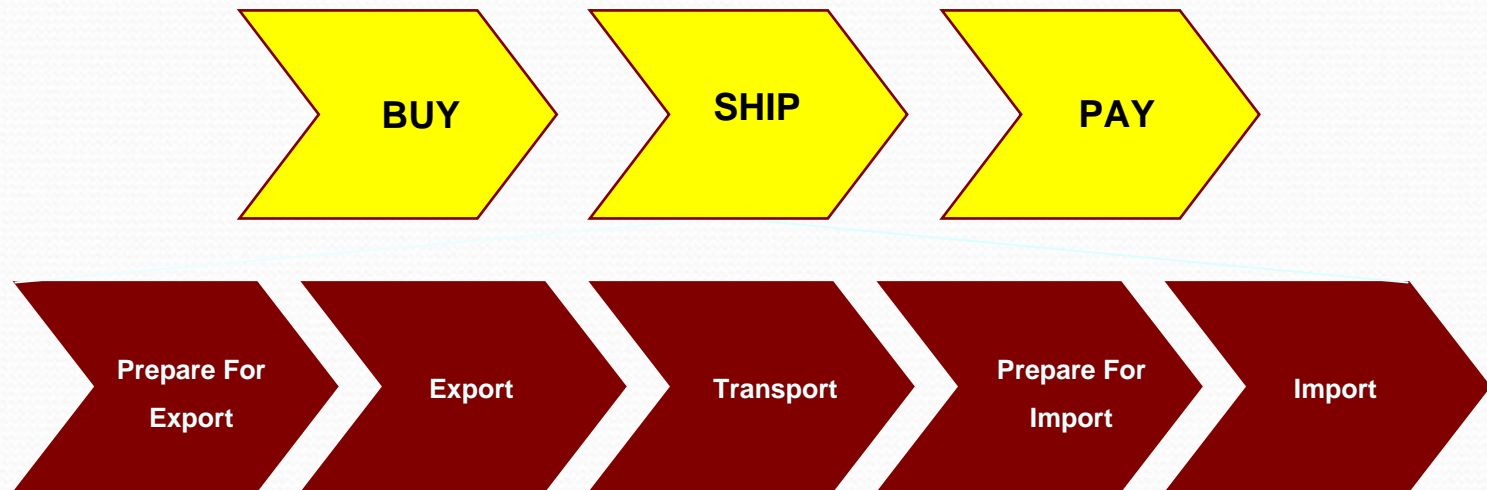 BUY
SHIP
PAY
Prepare For
Export
Export
Transport
Prepare For
Import
Import